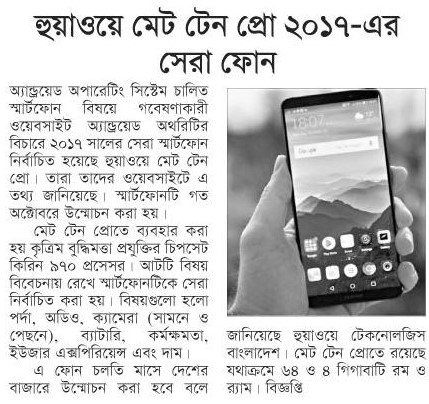 হুয়াওয়ে মেট টেন প্রো ২০১৭-এর
সেরা ফোন
অ্যান্ড্রয়েড অপারেটিং সিস্টেম চালিত
স্মার্টফোন বিষয়ে গবেষণাকারী
ওয়েবসাইট অ্যান্ড্রয়েড অথরিটির
বিচারে ২০১৭ সালের সেরা স্মার্টফোন
নির্বাচিত হয়েছে হুয়াওয়ে মেট টেন
প্রো। তারা তাদের ওয়েবসাইটে এ
তথ্য জানিয়েছে। স্মার্টফোনটি গত
অক্টোবরে উন্মোচন করা হয়।
মেট টেন প্রোতে ব্যবহার করা
হয় কৃত্রিম বুদ্ধিমত্তা প্রযুক্তির চিপসেট
কিরিন ৯৭০ প্রসেসর। আটটি বিষয়
বিবেচনায় রেখে স্মার্টফোনটিকে সেরা
নির্বাচিত করা হয়। বিষয়গুলো হলো
পর্দা, অডিও, ক্যামেরা (সামনে ও
পেছনে), ব্যাটারি, কর্মক্ষমতা,
ইউজার এক্সপিরিয়েন্স এবং দাম।
এ ফোন চলতি মাসে দেশের
বাজারে উন্মোচন করা হবে বলে
1807
Google
জানিয়েছে হুয়াওয়ে টেকনোলজিস
বাংলাদেশ। মেট টেন প্রোতে রয়েছে
যথাক্রমে ৬৪ ও ৪ গিগাবাটি রম ও
র‍্যাম। বিজ্ঞপ্তি